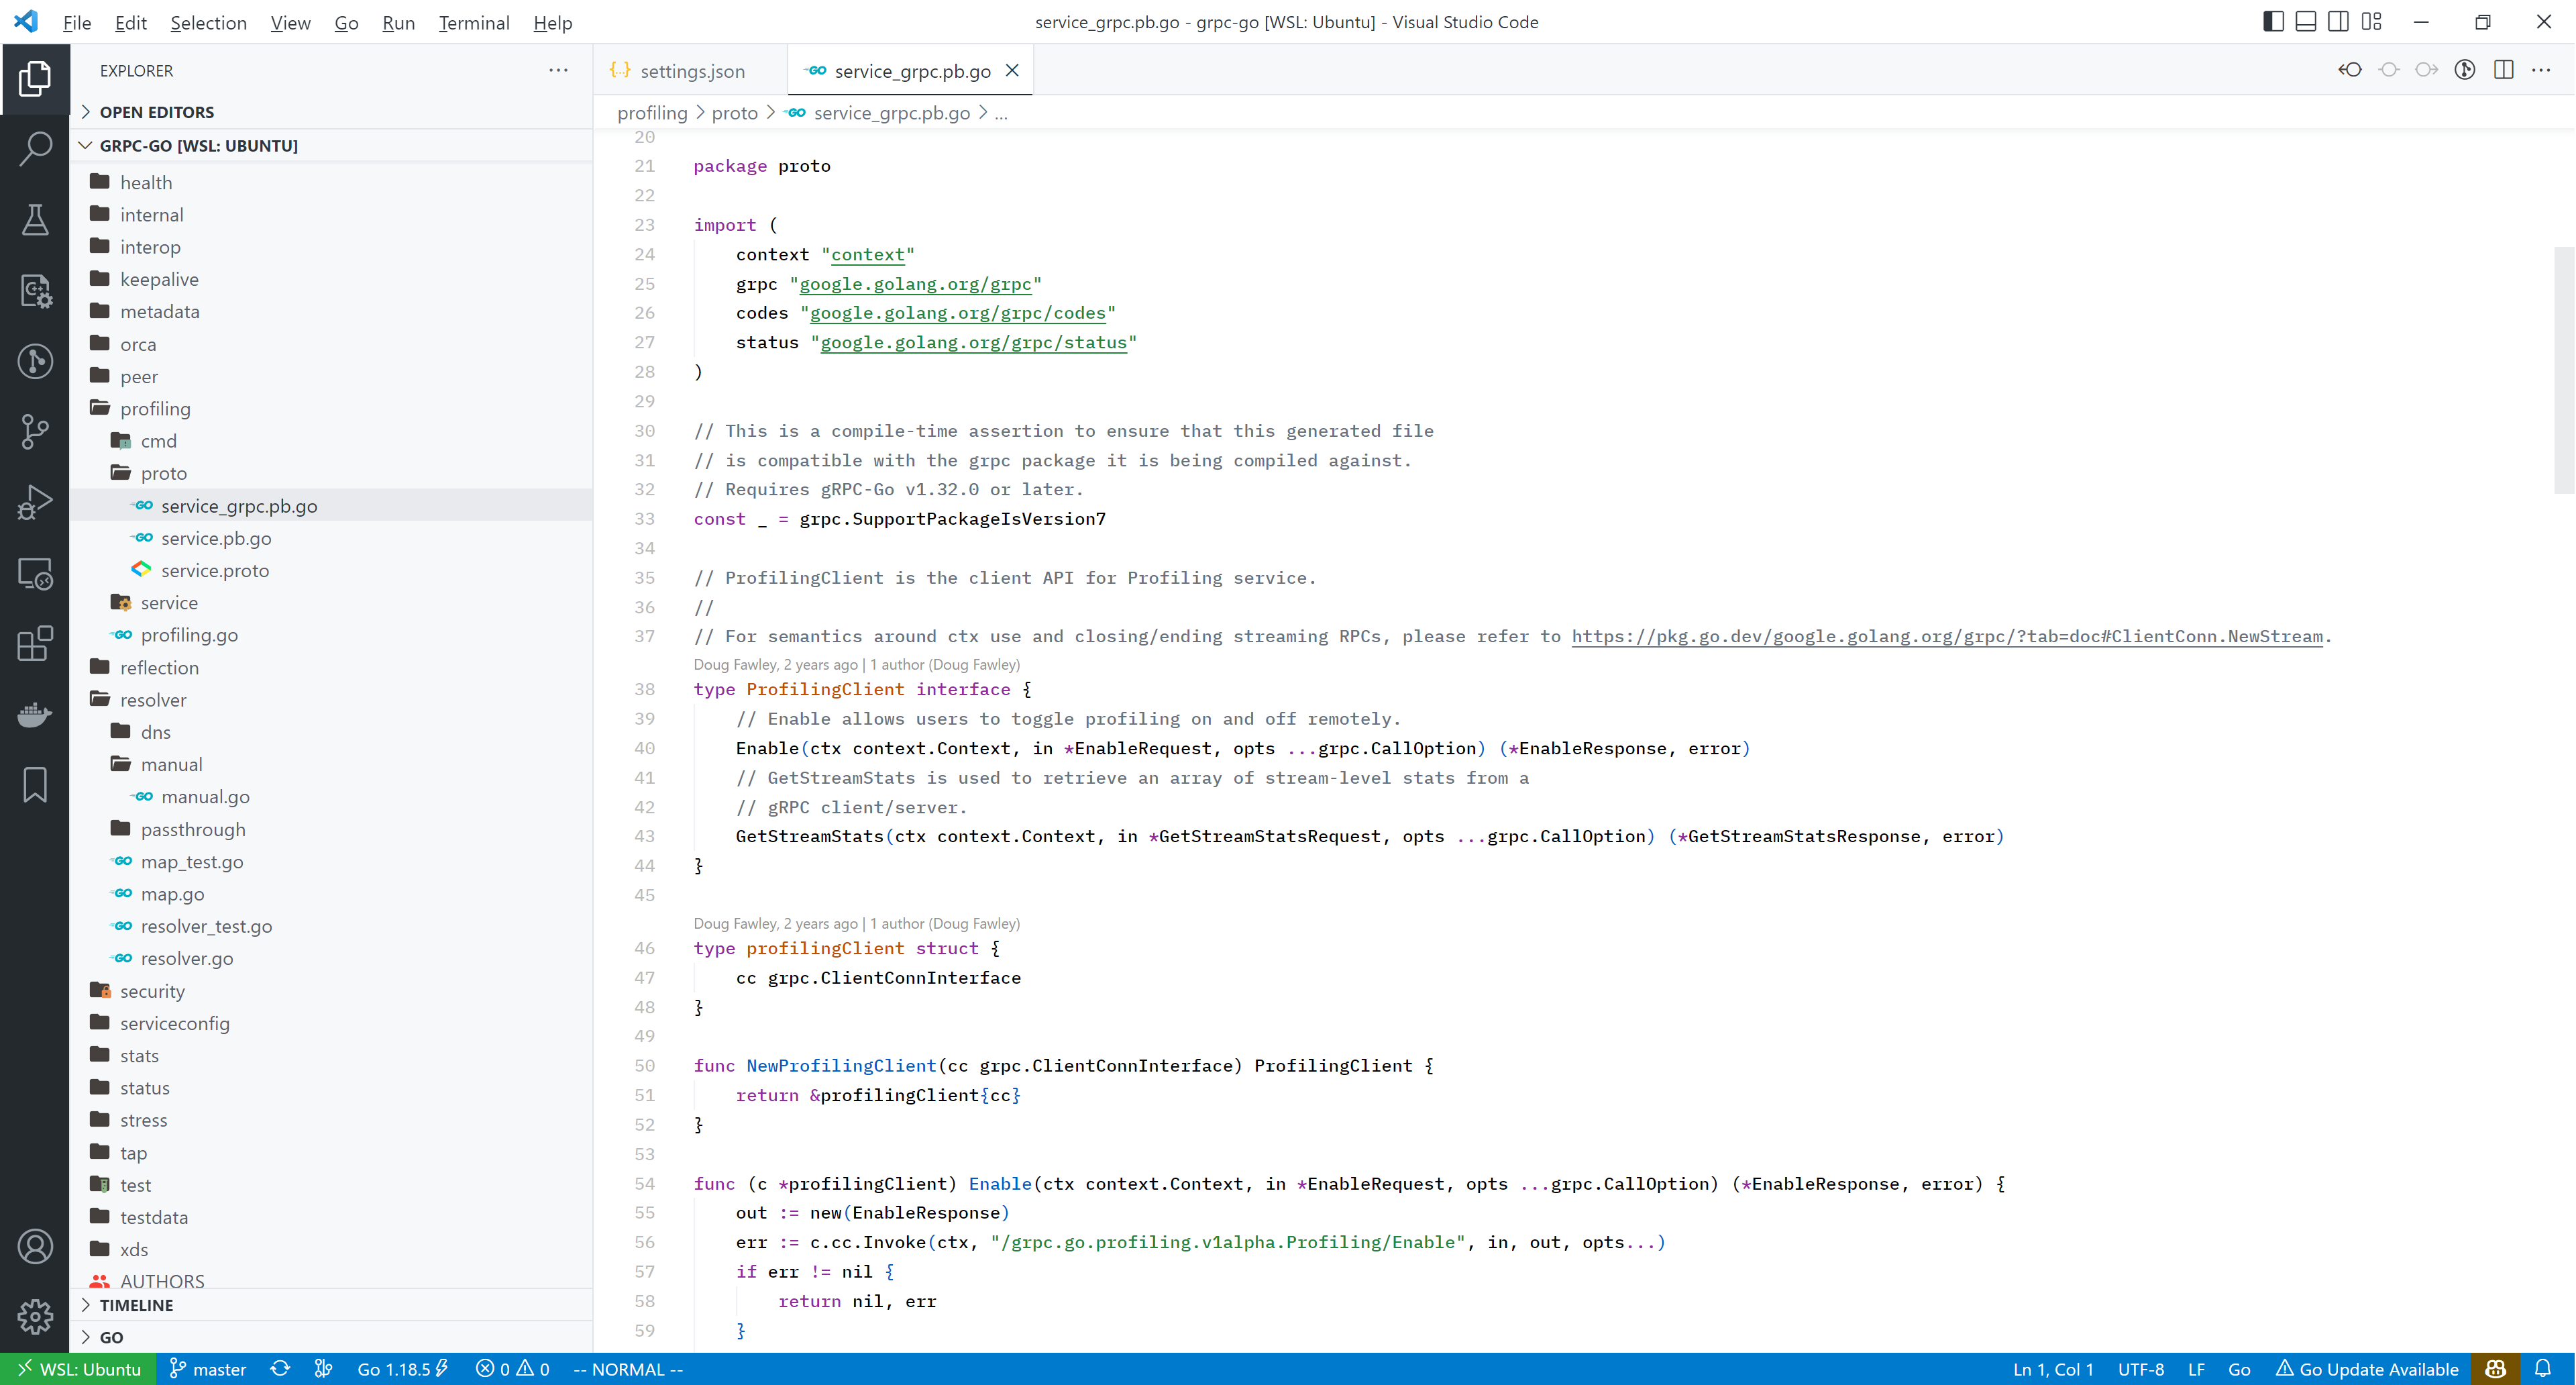 File Edit Selection View Go Run Terminal Help
service_grpc.pb.go - grpc-go [WSL: Ubuntu] - Visual Studio Code
EXPLORER
OPEN EDITORS
GRPC-GO [WSL: UBUNTU]
health
internal
interop
keepalive
metadata
orca
peer
profiling
cmd
proto
service_grpc.pb.go
service.pb.go
service.proto
service
profiling.go
reflection
resolver
dns
manual
manual.go
passthrough
map_test.go
map.go
resolver_test.go
resolver.go
security
serviceconfig
stats
status
stress
tap
test
testdata
xds
AUTHORS
TIMELINE
GO
settings.json
service_grpc.pb.go
profiling > proto > service_grpc.pb.go > ...
20
21 package proto
22
23 import (
24 context "context"
25 grpc "google.golang.org/grpc"
26 codes "google.golang.org/grpc/codes"
27 status "google.golang.org/grpc/status"
28 )
29
30 // This is a compile-time assertion to ensure that this generated file
31 // is compatible with the grpc package it is being compiled against.
32 // Requires gRPC-Go v1.32.0 or later.
33 const _ = grpc.SupportPackageIsVersion7
34
35 // ProfilingClient is the client API for Profiling service.
36 //
37 // For semantics around ctx use and closing/ending streaming RPCs, please refer to https://pkg.go.dev/google.golang.org/grpc/?tab=doc#ClientConn.NewStream.
Doug Fawley, 2 years ago | 1 author (Doug Fawley)
38 type ProfilingClient interface {
39 // Enable allows users to toggle profiling on and off remotely.
40 Enable(ctx context.Context, in *EnableRequest, opts ...grpc.CallOption) (*EnableResponse, error)
41 // GetStreamStats is used to retrieve an array of stream-level stats from a
42 // gRPC client/server.
43 GetStreamStats(ctx context.Context, in *GetStreamStatsRequest, opts ...grpc.CallOption) (*GetStreamStatsResponse, error)
44 }
45
Doug Fawley, 2 years ago | 1 author (Doug Fawley)
46 type profilingClient struct {
47 cc grpc.ClientConnInterface
48 }
49
50 func NewProfilingClient(cc grpc.ClientConnInterface) ProfilingClient {
51 return &profilingClient{cc}
52 }
53
54 func (c *profilingClient) Enable(ctx context.Context, in *EnableRequest, opts ...grpc.CallOption) (*EnableResponse, error) {
55 out := new(EnableResponse)
56 err := c.cc.Invoke(ctx, "/grpc.go.profiling.v1alpha.Profiling/Enable", in, out, opts...)
57 if err != nil {
58 return nil, err
59 }
WSL: Ubuntu master Go 1.18.5 0 0 -- NORMAL -- Ln 1, Col 1 UTF-8 LF Go Go Update Available